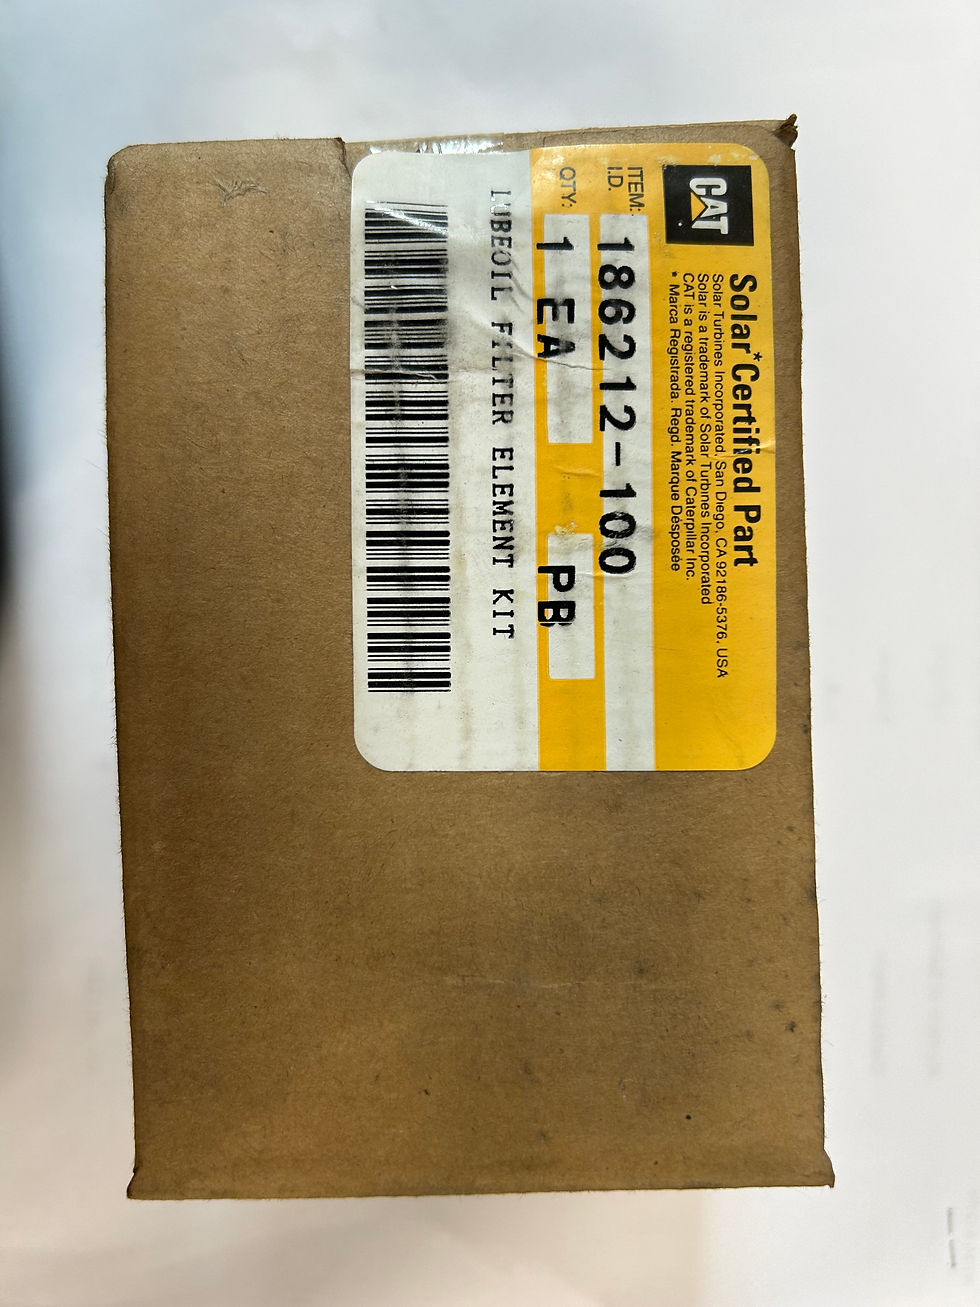 CAT
Solar* Certified Part
Solar Turbines Incorporated, San Diego, CA 92186-5376, USA
Solar is a trademark of Solar Turbines Incorporated
CAT is a registered trademark of Caterpillar Inc.
* Marca Registrada. Regd. Marque Désposée
ITEM: I.D. 186212-100
QTY: 1 EA PB
LUBEOIL FILTER ELEMENT KIT